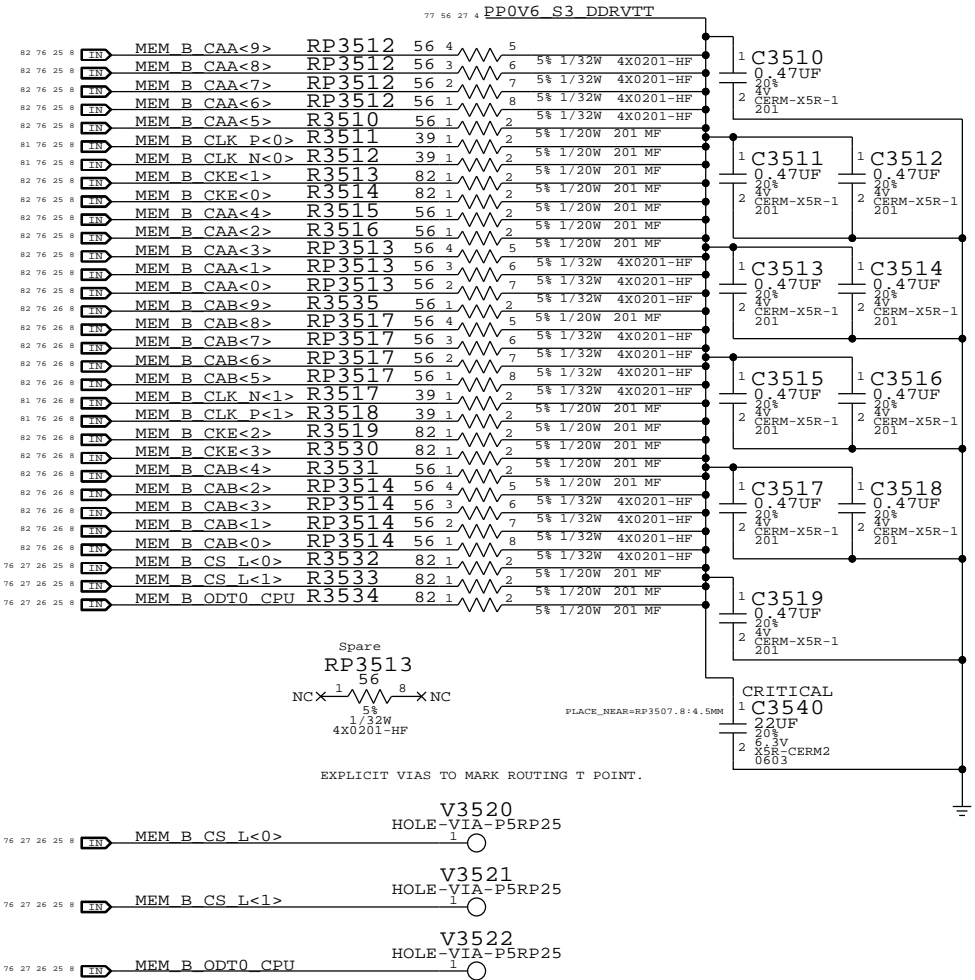 77 56 27 4 PP0V6_S3_DDRVTT
82 76 25 8 IN MEM_B_CAA<9> RP3512 56 4 5 5% 1/32W 4X0201-HF
82 76 25 8 IN MEM_B_CAA<8> RP3512 56 3 6 5% 1/32W 4X0201-HF
82 76 25 8 IN MEM_B_CAA<7> RP3512 56 2 7 5% 1/32W 4X0201-HF
82 76 25 8 IN MEM_B_CAA<6> RP3512 56 1 8 5% 1/32W 4X0201-HF
82 76 25 8 IN MEM_B_CAA<5> R3510 56 1 2 5% 1/20W 201 MF
81 76 25 8 IN MEM_B_CLK_P<0> R3511 39 1 2 5% 1/20W 201 MF
81 76 25 8 IN MEM_B_CLK_N<0> R3512 39 1 2 5% 1/20W 201 MF
82 76 25 8 IN MEM_B_CKE<1> R3513 82 1 2 5% 1/20W 201 MF
82 76 25 8 IN MEM_B_CKE<0> R3514 82 1 2 5% 1/20W 201 MF
82 76 25 8 IN MEM_B_CAA<4> R3515 56 1 2 5% 1/20W 201 MF
82 76 25 8 IN MEM_B_CAA<2> R3516 56 1 2 5% 1/20W 201 MF
82 76 25 8 IN MEM_B_CAA<3> RP3513 56 4 5 5% 1/32W 4X0201-HF
82 76 25 8 IN MEM_B_CAA<1> RP3513 56 3 6 5% 1/32W 4X0201-HF
82 76 25 8 IN MEM_B_CAA<0> RP3513 56 2 7 5% 1/32W 4X0201-HF
82 76 26 8 IN MEM_B_CAB<9> R3535 56 1 2 5% 1/20W 201 MF
82 76 26 8 IN MEM_B_CAB<8> RP3517 56 4 5 5% 1/32W 4X0201-HF
82 76 26 8 IN MEM_B_CAB<7> RP3517 56 3 6 5% 1/32W 4X0201-HF
82 76 26 8 IN MEM_B_CAB<6> RP3517 56 2 7 5% 1/32W 4X0201-HF
82 76 26 8 IN MEM_B_CAB<5> RP3517 56 1 8 5% 1/32W 4X0201-HF
81 76 26 8 IN MEM_B_CLK_N<1> R3517 39 1 2 5% 1/20W 201 MF
81 76 26 8 IN MEM_B_CLK_P<1> R3518 39 1 2 5% 1/20W 201 MF
82 76 26 8 IN MEM_B_CKE<2> R3519 82 1 2 5% 1/20W 201 MF
82 76 26 8 IN MEM_B_CKE<3> R3530 82 1 2 5% 1/20W 201 MF
82 76 26 8 IN MEM_B_CAB<4> R3531 56 1 2 5% 1/20W 201 MF
82 76 26 8 IN MEM_B_CAB<2> RP3514 56 4 5 5% 1/32W 4X0201-HF
82 76 26 8 IN MEM_B_CAB<3> RP3514 56 3 6 5% 1/32W 4X0201-HF
82 76 26 8 IN MEM_B_CAB<1> RP3514 56 2 7 5% 1/32W 4X0201-HF
82 76 26 8 IN MEM_B_CAB<0> RP3514 56 1 8 5% 1/32W 4X0201-HF
76 27 26 25 8 IN MEM_B_CS_L<0> R3532 82 1 2 5% 1/20W 201 MF
76 27 26 25 8 IN MEM_B_CS_L<1> R3533 82 1 2 5% 1/20W 201 MF
76 27 26 25 8 IN MEM_B_ODT0_CPU R3534 82 1 2 5% 1/20W 201 MF
1 C3510
0.47UF
20%
4V
2 CERM-X5R-1
201
1 C3511
0.47UF
20%
4V
2 CERM-X5R-1
201
1 C3512
0.47UF
20%
4V
2 CERM-X5R-1
201
1 C3513
0.47UF
20%
4V
2 CERM-X5R-1
201
1 C3514
0.47UF
20%
4V
2 CERM-X5R-1
201
1 C3515
0.47UF
20%
4V
2 CERM-X5R-1
201
1 C3516
0.47UF
20%
4V
2 CERM-X5R-1
201
1 C3517
0.47UF
20%
4V
2 CERM-X5R-1
201
1 C3518
0.47UF
20%
4V
2 CERM-X5R-1
201
1 C3519
0.47UF
20%
4V
2 CERM-X5R-1
201
Spare
RP3513
56
NC 1 8 NC
5%
1/32W
4X0201-HF
CRITICAL
PLACE_NEAR=RP3507.8:4.5MM
1 C3540
22UF
20%
6.3V
2 X5R-CERM2
0603
EXPLICIT VIAS TO MARK ROUTING T POINT.
V3520
HOLE-VIA-P5RP25
76 27 26 25 8 IN MEM_B_CS_L<0> 1
V3521
HOLE-VIA-P5RP25
76 27 26 25 8 IN MEM_B_CS_L<1> 1
V3522
HOLE-VIA-P5RP25
76 27 26 25 8 IN MEM_B_ODT0_CPU 1